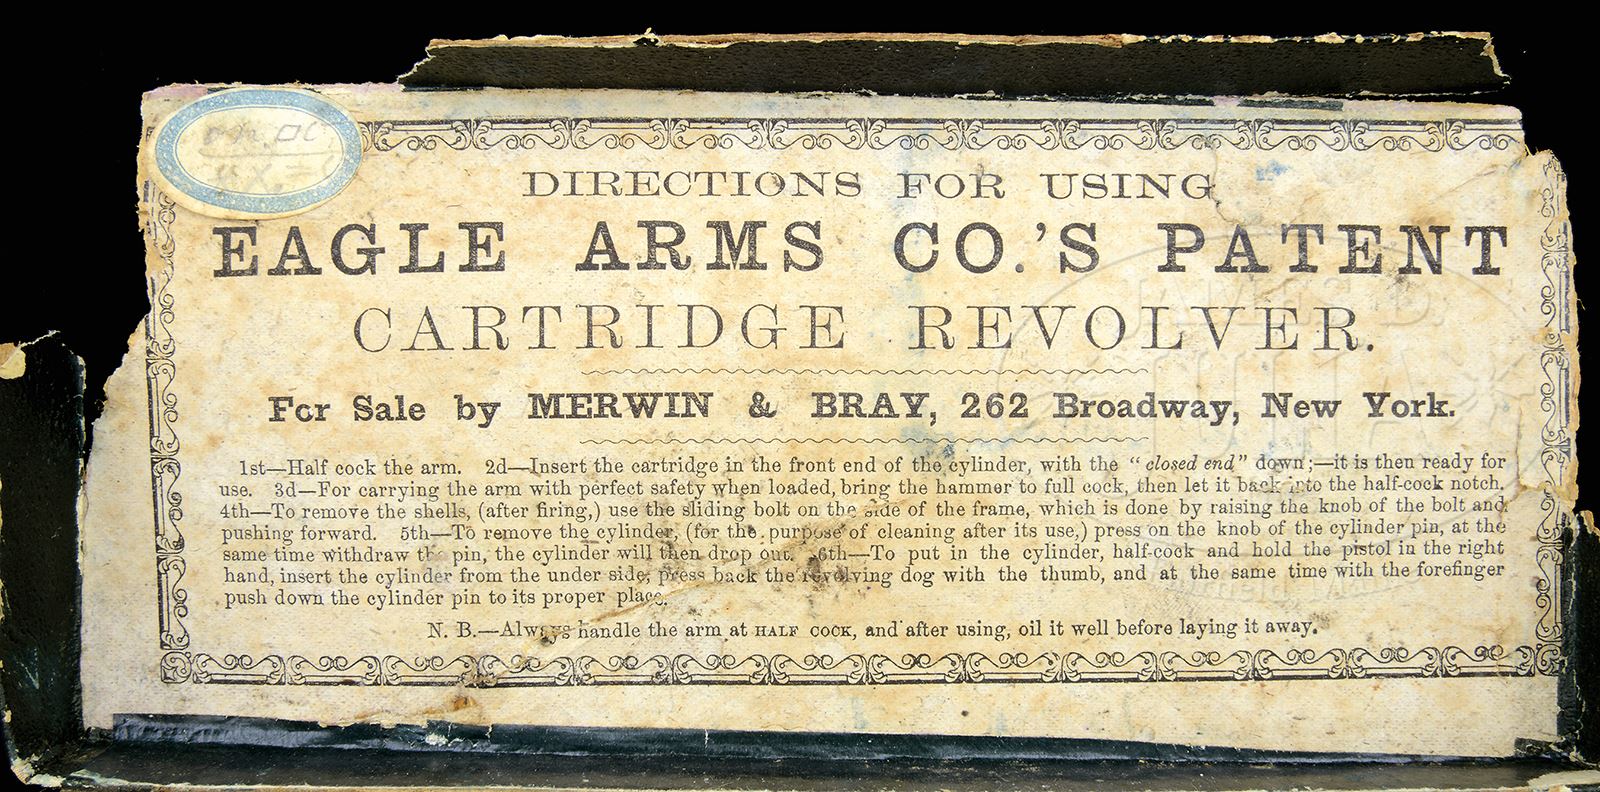 DIRECTIONS FOR USING
EAGLE ARMS CO.'S PATENT
CARTRIDGE REVOLVER.
For Sale by MERWIN & BRAY, 262 Broadway, New York.
1st—Half cock the arm. 2d—Insert the cartridge in the front end of the cylinder, with the "closed end" down;—it is then ready for
use. 3d—For carrying the arm with perfect safety when loaded, bring the hammer to full cock, then let it back into the half-cock notch.
4th—To remove the shells, (after firing,) use the sliding bolt on the side of the frame, which is done by raising the knob of the bolt and
pushing forward. 5th—To remove the cylinder, (for the purpose of cleaning after its use,) press on the knob of the cylinder pin, at the
same time withdraw the pin, the cylinder will then drop out. 6th—To put in the cylinder, half-cock and hold the pistol in the right
hand, insert the cylinder from the under side, press back the revolving dog with the thumb, and at the same time with the forefinger
push down the cylinder pin to its proper place.
N. B.—Always handle the arm at HALF COCK, and after using, oil it well before laying it away.
JAMES D.
JULIA